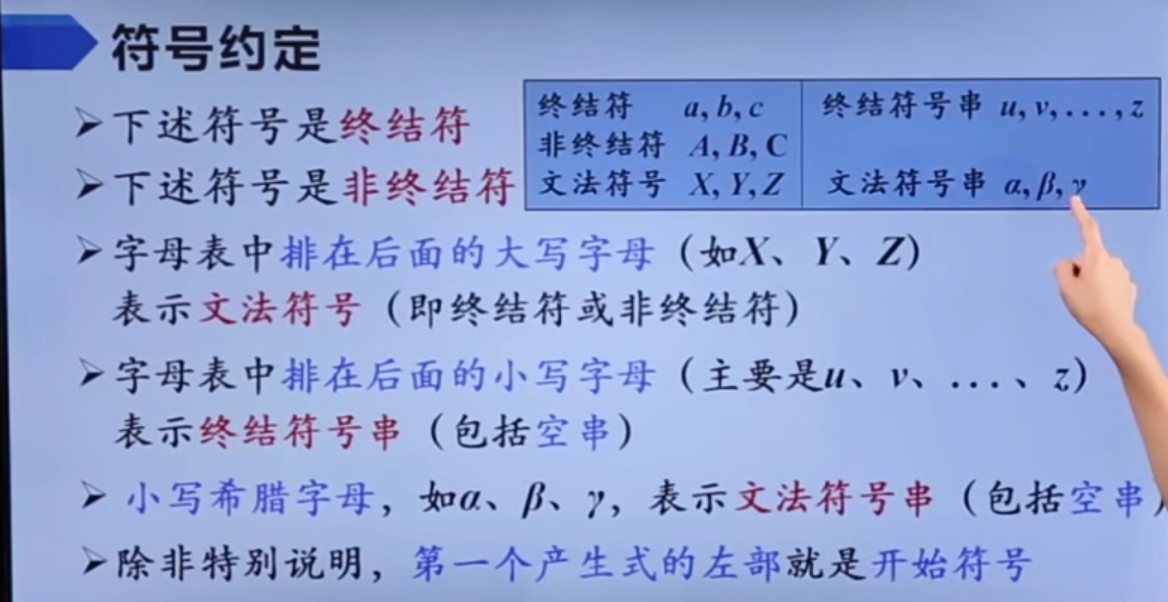 符号约定
➢下述符号是终结符
➢下述符号是非终结符
终结符 a, b, c 终结符号串 u, v, . . . , z
非终结符 A, B, C
文法符号 X, Y, Z 文法符号串 α, β, γ
➢字母表中排在后面的大写字母（如X、Y、Z）
表示文法符号（即终结符或非终结符）
➢字母表中排在后面的小写字母（主要是u、v、. . . 、z）
表示终结符号串（包括空串）
➢小写希腊字母，如α、β、γ，表示文法符号串（包括空串）
➢除非特别说明，第一个产生式的左部就是开始符号